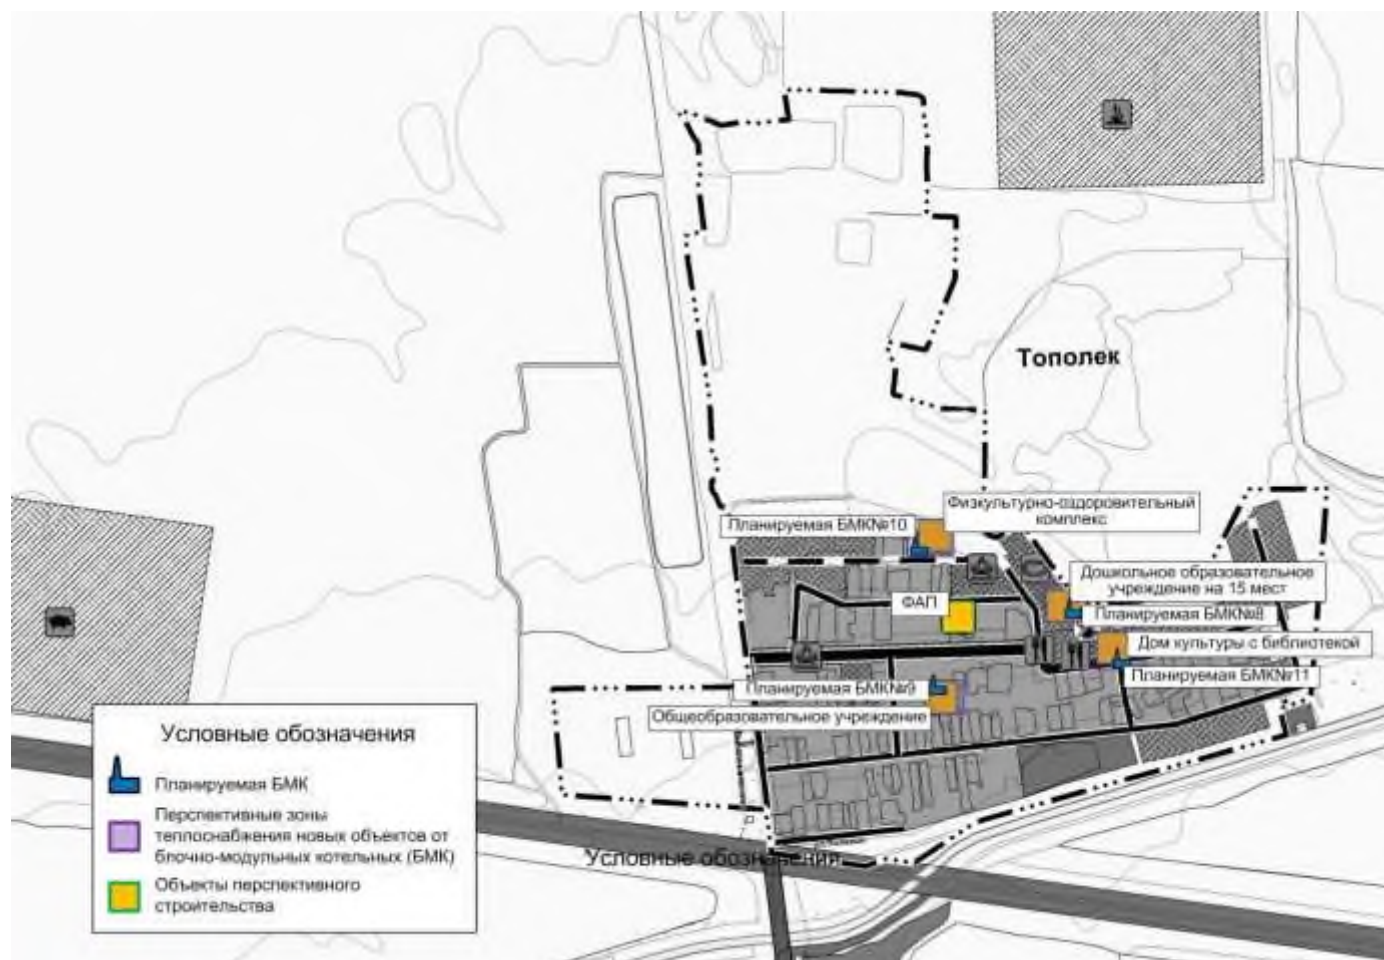 Тополек
Физкультурно-оздоровительный
комплекс
Планируемая БМК№10
Дошкольное образовательное
учреждение на 15 мест
ФАП
Планируемая БМК№8
Дом культуры с библиотекой
Планируемая БМК№11
Планируемая БМК№9
Общеобразовательное учреждение
Условные обозначения
Планируемая БМК
Перспективные зоны
теплоснабжения новых объектов от
блочно-модульных котельных (БМК)
Объекты перспективного
строительства
Условные обозначения